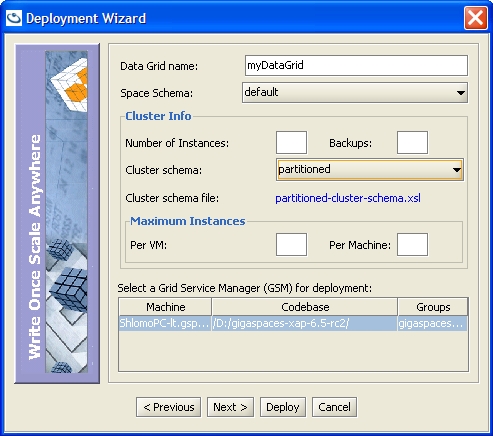 Deployment Wizard
Write Once Scale Anywhere
Data Grid name: myDataGrid
Space Schema: default
Cluster Info
Number of Instances: Backups:
Cluster schema: partitioned
Cluster schema file: partitioned-cluster-schema.xsl
Maximum Instances
Per VM: Per Machine:
Select a Grid Service Manager (GSM) for deployment:
Machine Codebase Groups
ShlomoPC-lt.gsp... /D:/gigaspaces-xap-6.5-rc2/ gigaspaces...
< Previous Next > Deploy Cancel